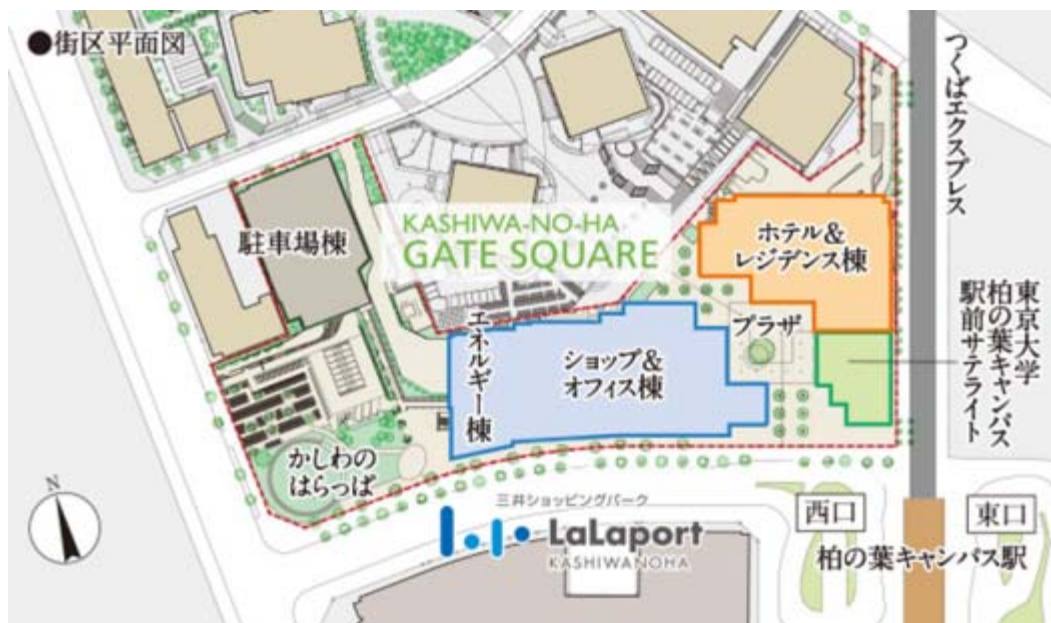 ●街区平面図
つくばエクスプレス
KASHIWA-NO-HA
GATE SQUARE
駐車場棟
ホテル&
レジデンス棟
エネルギー棟
ショップ&
オフィス棟
プラザ
東京大学
柏の葉キャンパス
駅前サテライト
かしわの
はらっぱ
N
三井ショッピングパーク
LaLaport
KASHIWANOHA
西口
東口
柏の葉キャンパス駅